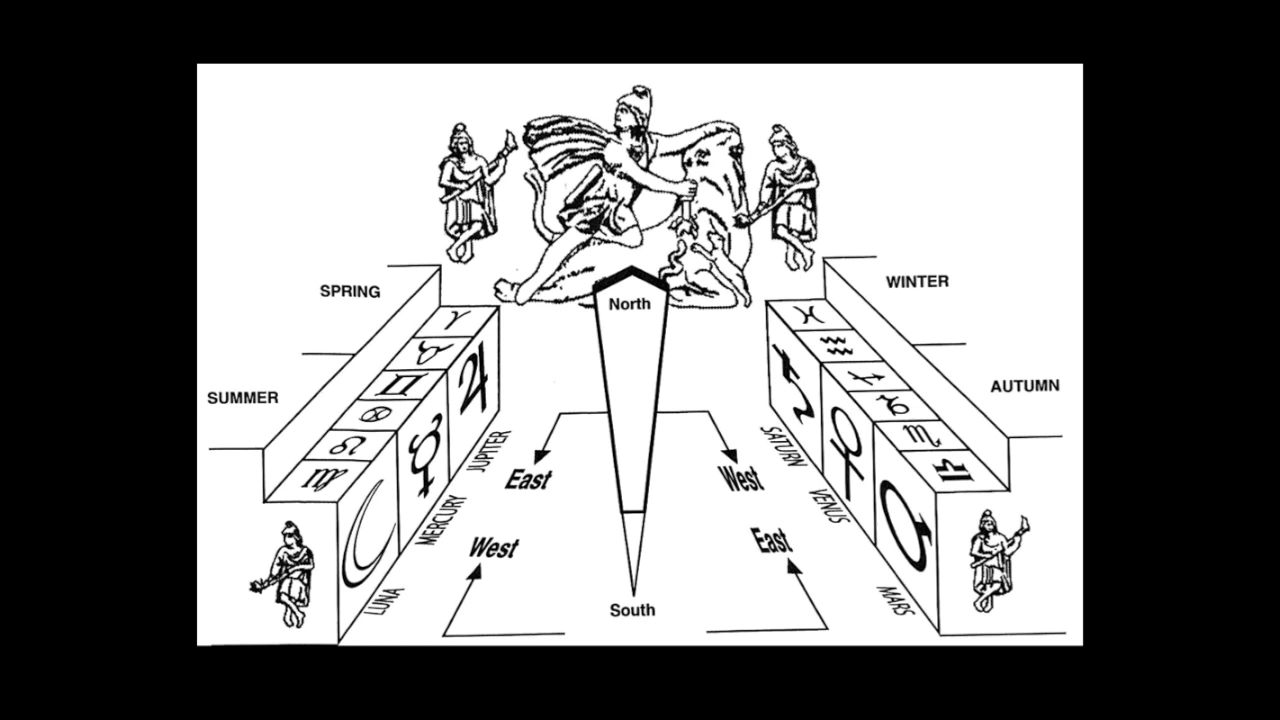 SPRING
WINTER
North
SUMMER
AUTUMN
♈
♉
♊
♋
♌
♍
♃
☿
☾
♓
♒
♐
♑
♏
♎
♄
♀
♂
JUPITER
SATURN
East
West
MERCURY
VENUS
West
East
LUNA
South
MARS